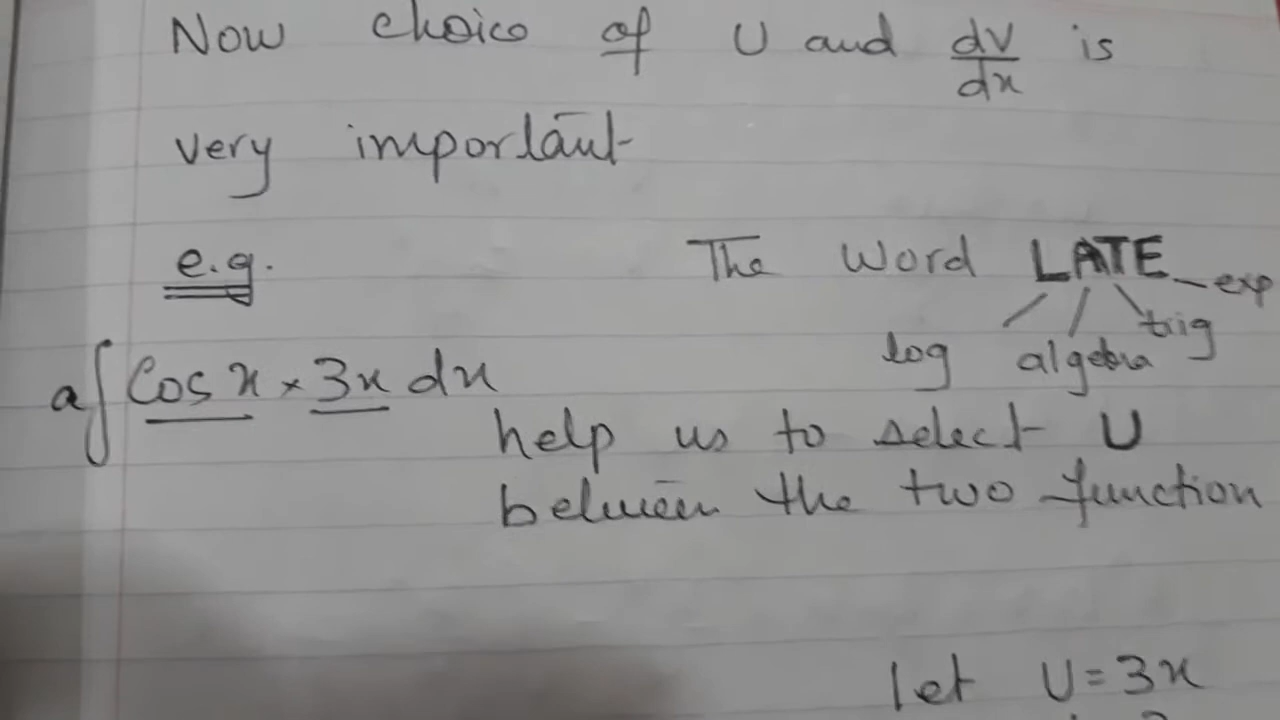 Now choice of U and dV/dx is
very important
e.g.
The word LATE - exp
log algebra trig
a ∫ Cos x × 3x dx
help us to select U
between the two function
let U = 3x